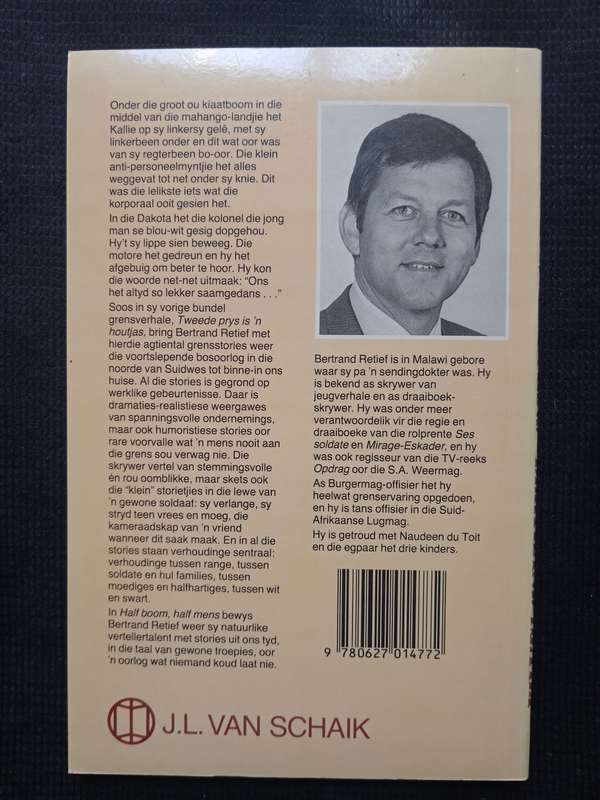 Onder die groot ou kiaatboom in die
middel van die mahango-landjie het
Kallie op sy linkersy gelê, met sy
linkerbeen onder en dit wat oor was
van sy regterbeen bo-oor. Die klein
anti-personeelmyntjie het alles
weggevat tot net onder sy knie. Dit
was die lelikste iets wat die
korporaal ooit gesien het.
In die Dakota het die kolonel die jong
man se blou-wit gesig dopgehou.
Hy't sy lippe sien beweeg. Die
motore het gedreun en hy het
afgebuig om beter te hoor. Hy kon
die woorde net-net uitmaak: “Ons
het altyd so lekker saamgedans . . .”
Soos in sy vorige bundel
grensverhale, Tweede prys is 'n
houtjas, bring Bertrand Retief met
hierdie agtiental grensstories weer
die voortslepende bosoorlog in die
noorde van Suidwes tot binne-in ons
huise. Al die stories is gegrond op
werklike gebeurtenisse. Daar is
dramaties-realistiese weergawes
van spanningsvolle ondernemings,
maar ook humoristiese stories oor
rare voorvalle wat 'n mens nooit aan
die grens sou verwag nie. Die
skrywer vertel van stemmingsvolle
én rou oomblikke, maar skets ook
die “klein” storietjies in die lewe van
'n gewone soldaat: sy verlange, sy
stryd teen vrees en moeg, die
kameraadskap van 'n vriend
wanneer dit saak maak. En in al die
stories staan verhoudinge sentraal:
verhoudinge tussen range, tussen
soldate en hul families, tussen
moediges en halfhartiges, tussen wit
en swart.
In Half boom, half mens bewys
Bertrand Retief weer sy natuurlike
vertellertalent met stories uit ons tyd,
in die taal van gewone troepies, oor
'n oorlog wat niemand koud laat nie.
Bertrand Retief is in Malawi gebore
waar sy pa 'n sendingdokter was. Hy
is bekend as skrywer van
jeugverhale en as draaiboek-
skrywer. Hy was onder meer
verantwoordelik vir die regie en
draaiboeke van die rolprente Ses
soldate en Mirage-Eskader, en hy
was ook regisseur van die TV-reeks
Opdrag oor die S.A. Weermag.
As Burgermag-offisier het hy
heelwat grenservaring opgedoen,
en hy is tans offisier in die Suid-
Afrikaanse Lugmag.
Hy is getroud met Naudeen du Toit
en die egpaar het drie kinders.
9 780627 014772
J.L. VAN SCHAIK